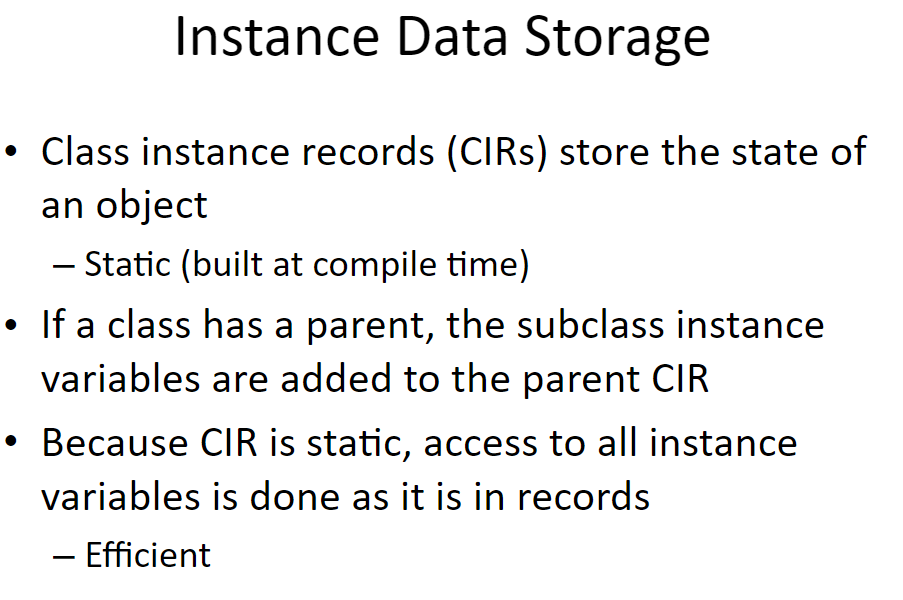 Instance Data Storage
• Class instance records (CIRs) store the state of
an object
– Static (built at compile time)
• If a class has a parent, the subclass instance
variables are added to the parent CIR
• Because CIR is static, access to all instance
variables is done as it is in records
– Efficient